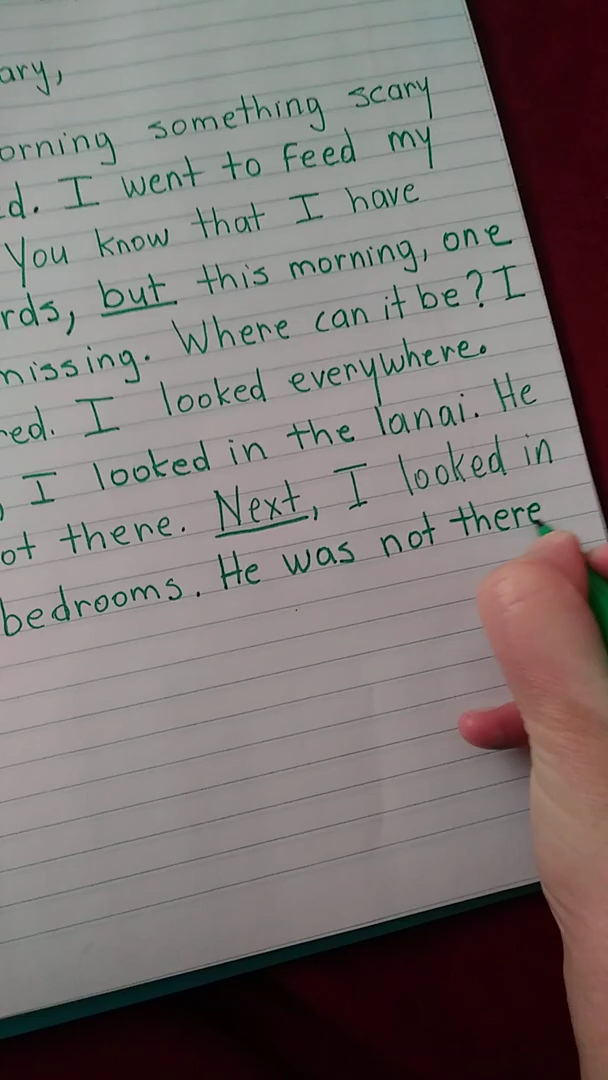 ary,
orning something scary
d. I went to feed my
You know that I have
rds, but this morning, one
missing. Where can it be? I
red. I looked everywhere.
, I looked in the lanai. He
ot there. Next, I looked in
bedrooms. He was not there